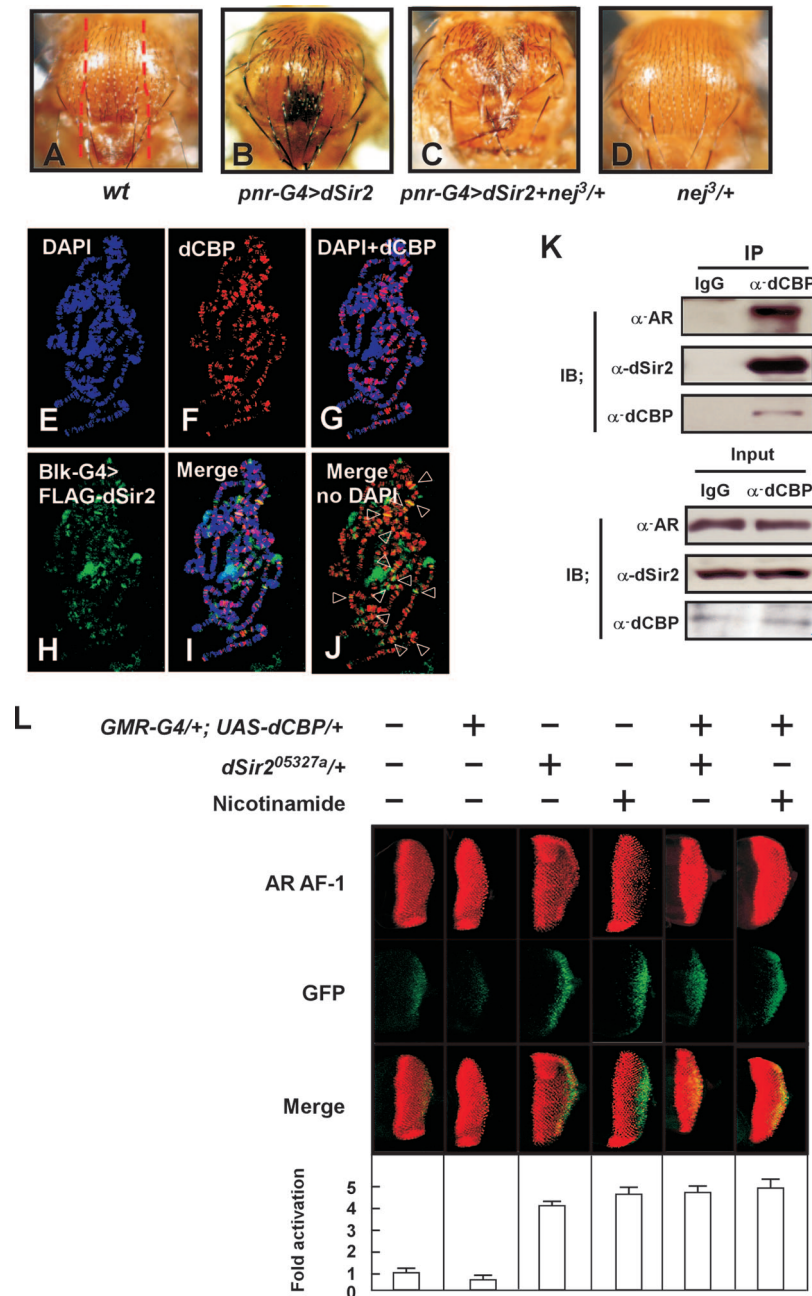 A
B
C
D
wt
pnr-G4>dSir2
pnr-G4>dSir2+nej³/+
nej³/+
DAPI
dCBP
DAPI+dCBP
E
F
G
Blk-G4>
FLAG-dSir2
Merge
Merge
no DAPI
H
I
J
K
IP
IgG α-dCBP
α-AR
IB; α-dSir2
α-dCBP
Input
IgG α-dCBP
α-AR
IB; α-dSir2
α-dCBP
L
GMR-G4/+; UAS-dCBP/+ − + − − + +
dSir2⁰⁵³²⁷ᵃ/+ − − + − + −
Nicotinamide − − − + − +
AR AF-1
GFP
Merge
Fold activation
5
4
3
2
1
0